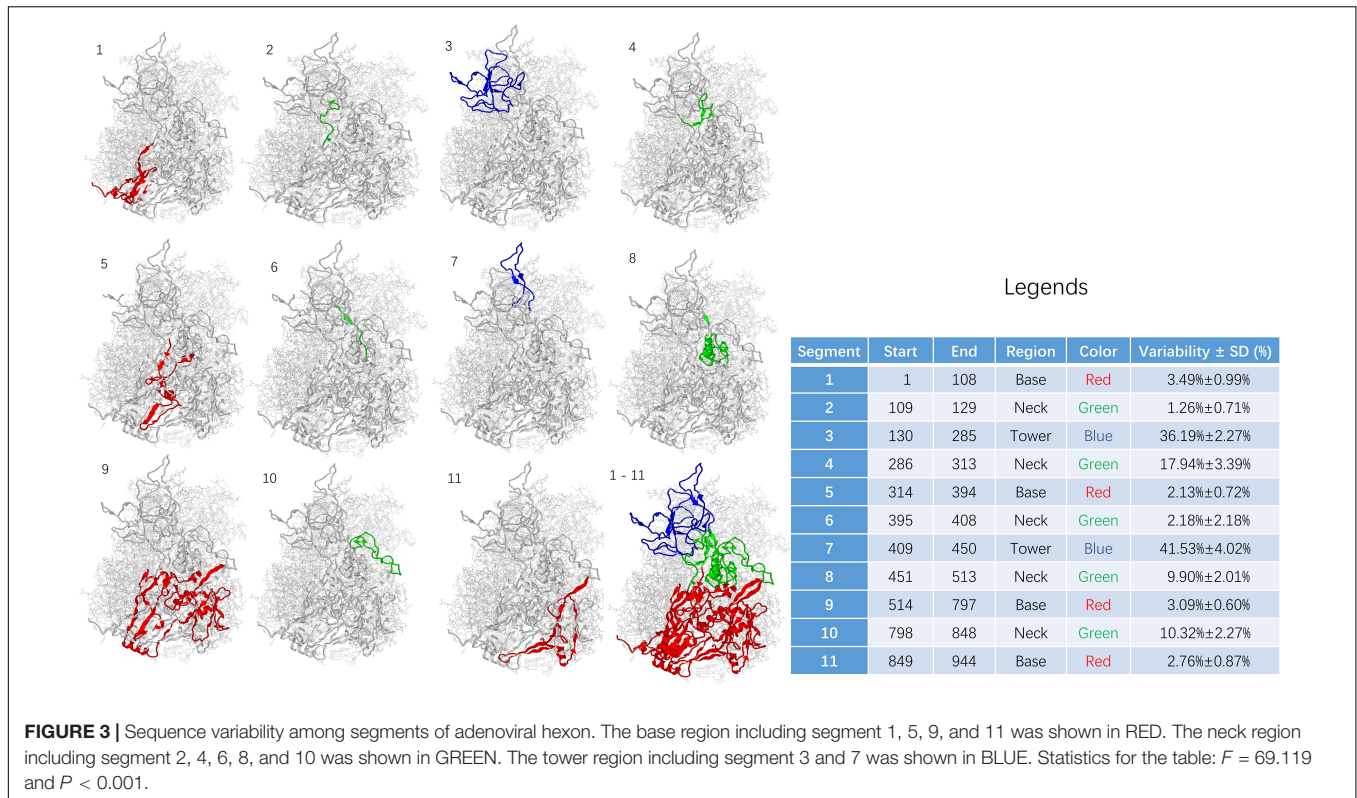 1
2
3
4
5
6
7
8
9
10
11
1 - 11
Legends
Segment Start End Region Color Variability ± SD (%)
1 1 108 Base Red 3.49%±0.99%
2 109 129 Neck Green 1.26%±0.71%
3 130 285 Tower Blue 36.19%±2.27%
4 286 313 Neck Green 17.94%±3.39%
5 314 394 Base Red 2.13%±0.72%
6 395 408 Neck Green 2.18%±2.18%
7 409 450 Tower Blue 41.53%±4.02%
8 451 513 Neck Green 9.90%±2.01%
9 514 797 Base Red 3.09%±0.60%
10 798 848 Neck Green 10.32%±2.27%
11 849 944 Base Red 2.76%±0.87%
FIGURE 3 | Sequence variability among segments of adenoviral hexon. The base region including segment 1, 5, 9, and 11 was shown in RED. The neck region
including segment 2, 4, 6, 8, and 10 was shown in GREEN. The tower region including segment 3 and 7 was shown in BLUE. Statistics for the table: F = 69.119
and P < 0.001.